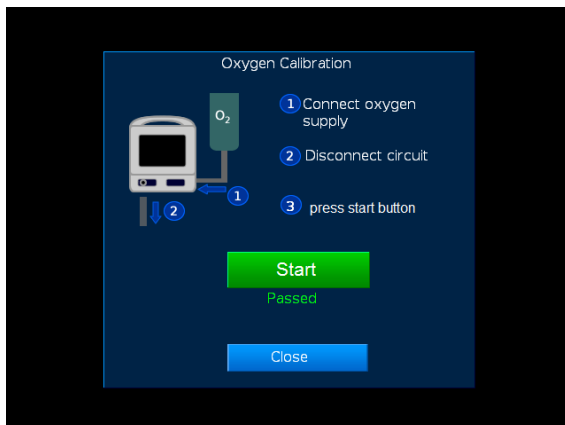 Oxygen Calibration
O₂
1 Connect oxygen
supply
2 Disconnect circuit
1
2
3 press start button
Start
Passed
Close